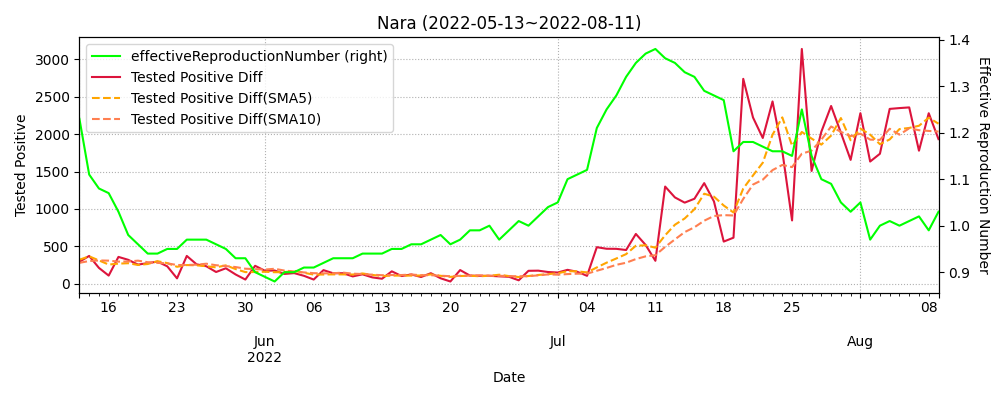 Nara (2022-05-13~2022-08-11)
effectiveReproductionNumber (right)
Tested Positive Diff
Tested Positive Diff(SMA5)
Tested Positive Diff(SMA10)
Tested Positive
3000
2500
2000
1500
1000
500
0
Effective Reproduction Number
1.4
1.3
1.2
1.1
1.0
0.9
16 23 30 06 13 20 27 04 11 18 25 08
Jun Jul Aug
2022
Date